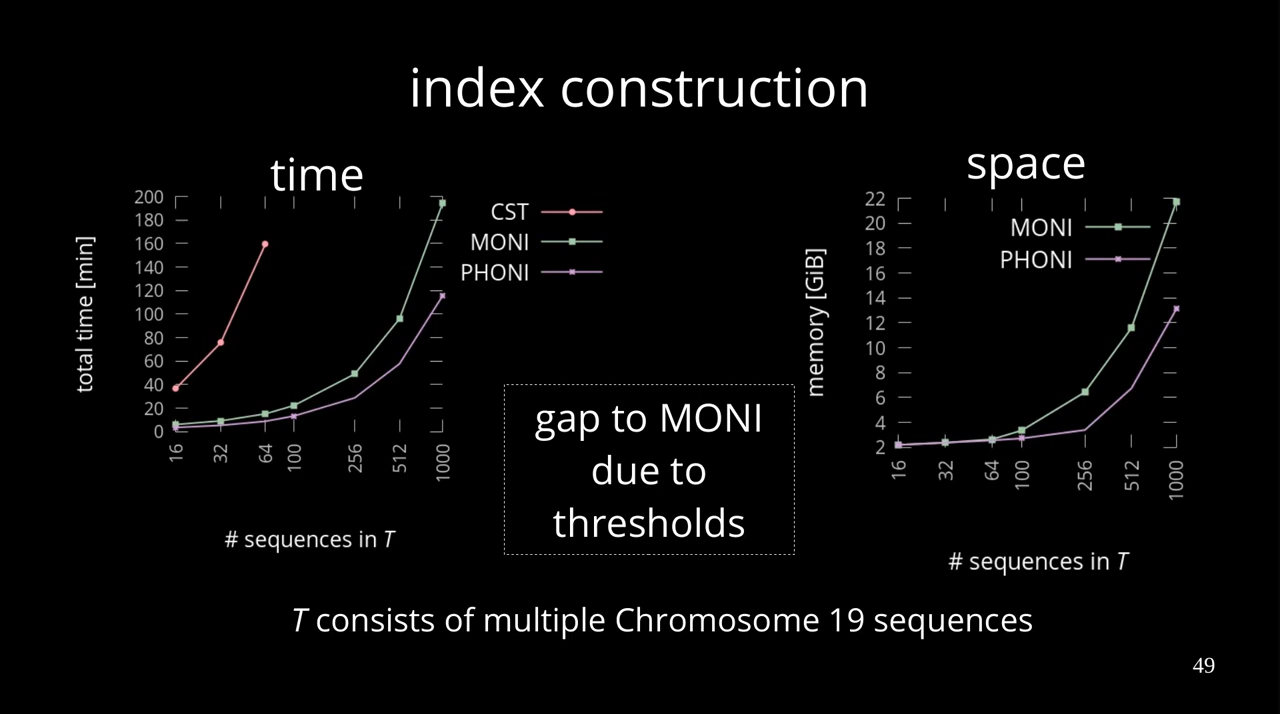 index construction
time
200
180
160
140
120
100
80
60
40
20
0
total time [min]
16
32
64
100
256
512
1000
# sequences in T
CST
MONI
PHONI
gap to MONI
due to
thresholds
space
22
20
18
16
14
12
10
8
6
4
2
memory [GiB]
MONI
PHONI
16
32
64
100
256
512
1000
# sequences in T
T consists of multiple Chromosome 19 sequences
49